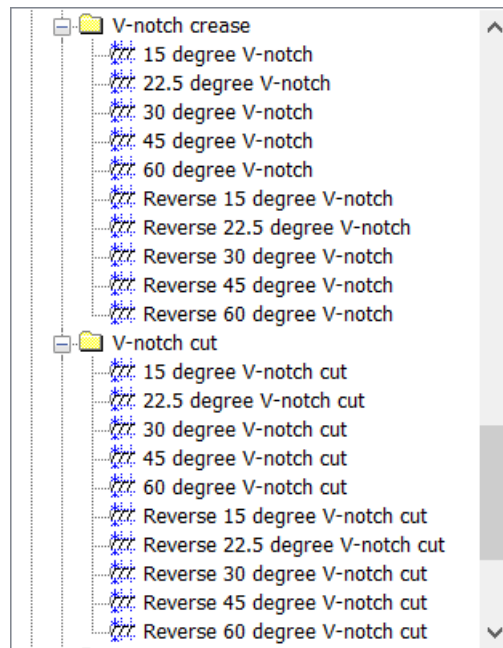 V-notch crease
15 degree V-notch
22.5 degree V-notch
30 degree V-notch
45 degree V-notch
60 degree V-notch
Reverse 15 degree V-notch
Reverse 22.5 degree V-notch
Reverse 30 degree V-notch
Reverse 45 degree V-notch
Reverse 60 degree V-notch
V-notch cut
15 degree V-notch cut
22.5 degree V-notch cut
30 degree V-notch cut
45 degree V-notch cut
60 degree V-notch cut
Reverse 15 degree V-notch cut
Reverse 22.5 degree V-notch cut
Reverse 30 degree V-notch cut
Reverse 45 degree V-notch cut
Reverse 60 degree V-notch cut